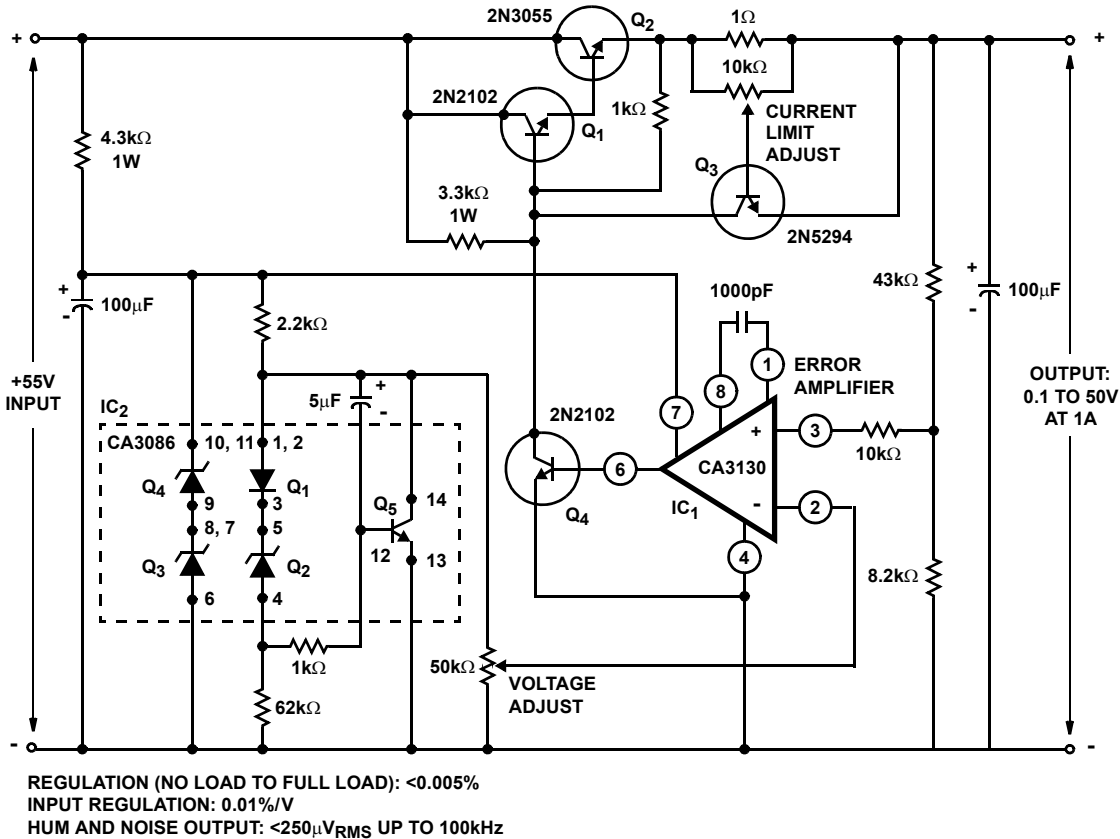 2N3055
Q2
1Ω
+
+
10kΩ
2N2102
1kΩ
CURRENT
LIMIT
ADJUST
Q1
4.3kΩ
1W
Q3
3.3kΩ
1W
2N5294
+
100μF
-
1000pF
43kΩ
+
100μF
-
2.2kΩ
1
ERROR
AMPLIFIER
8
+55V
INPUT
5μF
+
-
7
OUTPUT:
0.1 TO 50V
AT 1A
IC2
2N2102
CA3086
10, 11
1, 2
+
3
6
CA3130
10kΩ
Q4
Q1
Q5
14
9
3
IC1
-
2
8, 7
5
Q4
12
13
4
Q3
Q2
8.2kΩ
6
4
1kΩ
50kΩ
VOLTAGE
ADJUST
62kΩ
-
-
REGULATION (NO LOAD TO FULL LOAD): <0.005%
INPUT REGULATION: 0.01%/V
HUM AND NOISE OUTPUT: <250μVRMS UP TO 100kHz